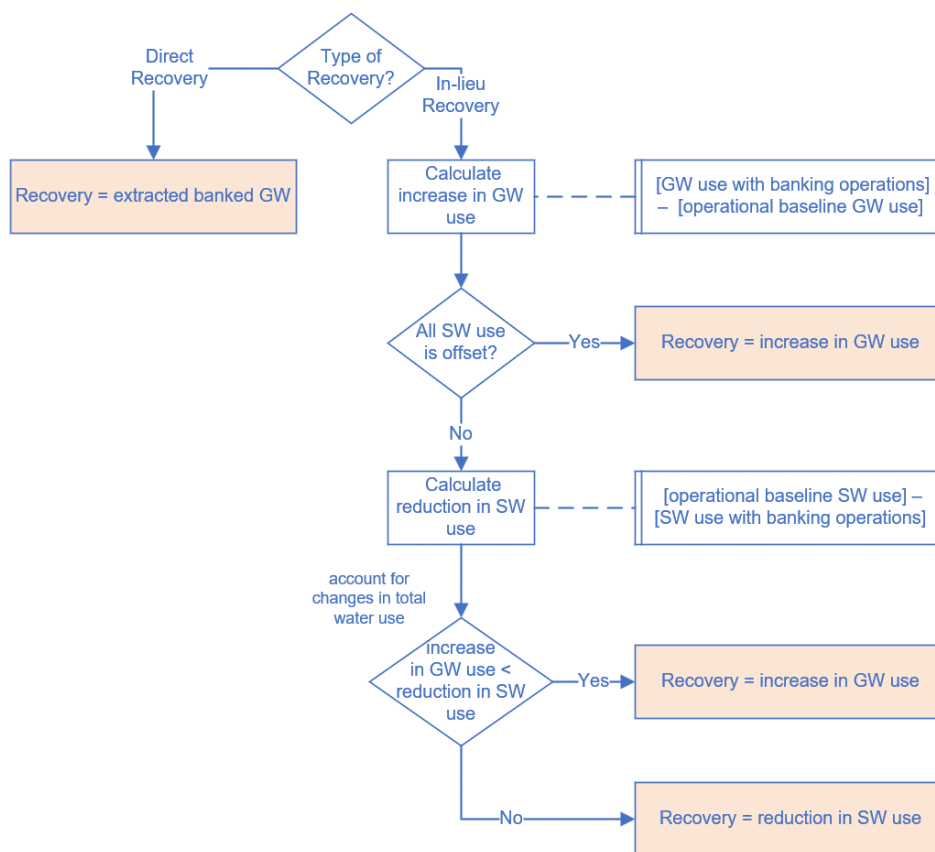 Type of
Recovery?
Direct
Recovery
In-lieu
Recovery
Recovery = extracted banked GW
Calculate
increase in GW
use
[GW use with banking operations]
– [operational baseline GW use]
All SW use
is offset?
Yes
Recovery = increase in GW use
No
Calculate
reduction in SW
use
[operational baseline SW use] –
[SW use with banking operations]
account for
changes in total
water use
increase
in GW use <
reduction in SW
use
Yes
Recovery = increase in GW use
No
Recovery = reduction in SW use